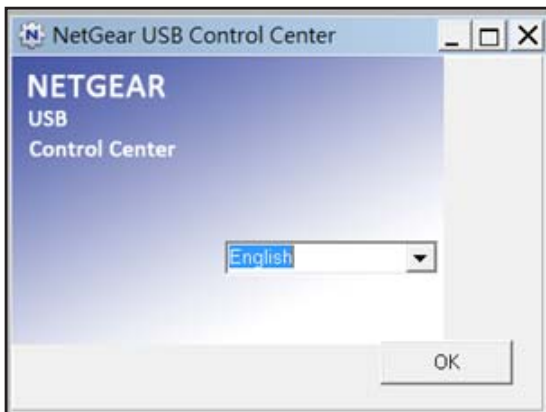 NetGear USB Control Center
NETGEAR
USB
Control Center
English
OK